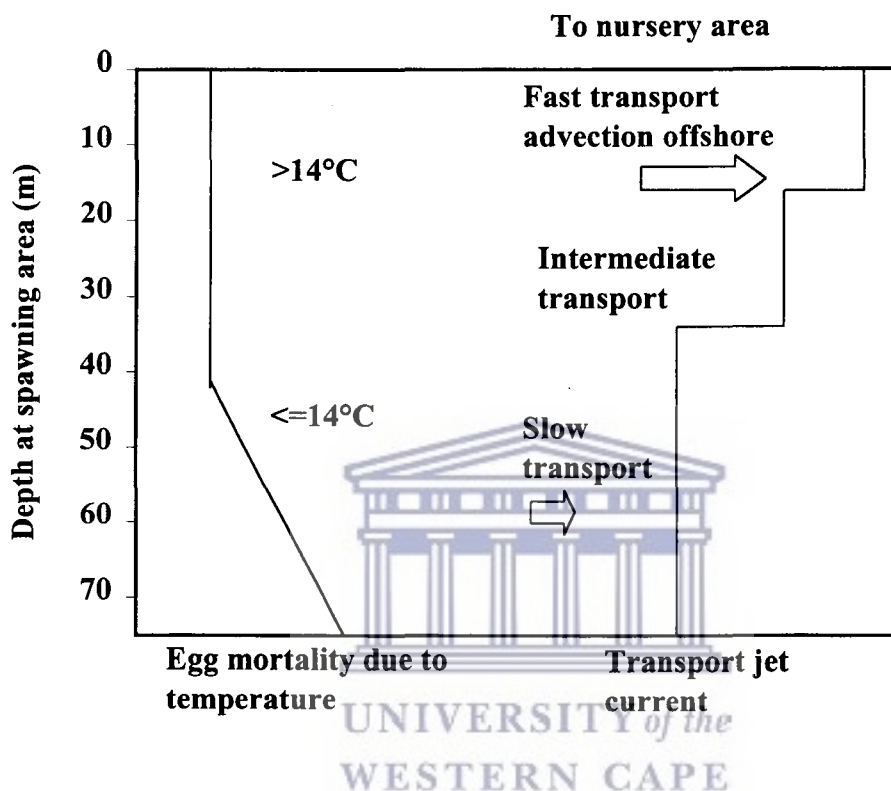 To nursery area
0
Fast transport
advection offshore
10
>14°C
20
Intermediate
transport
30
40
<=14°C
Slow
transport
50
60
70
Depth at spawning area (m)
Egg mortality due to
temperature
Transport jet
current
UNIVERSITY of the
WESTERN CAPE